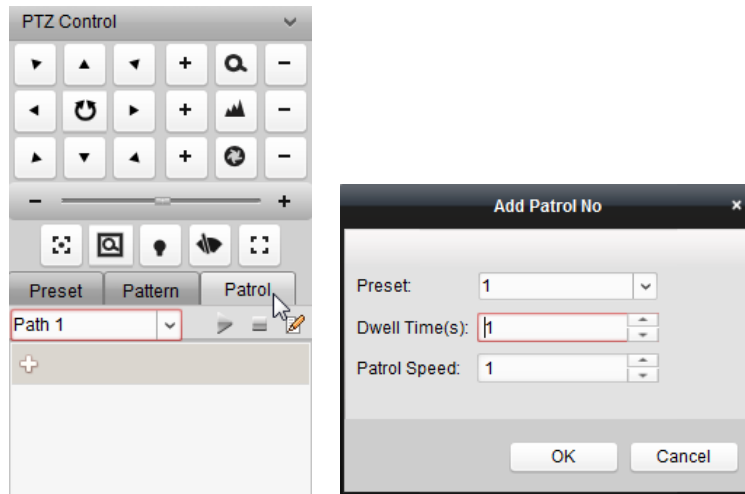 PTZ Control
Preset Pattern Patrol
Path 1
Add Patrol No
Preset: 1
Dwell Time(s): 1
Patrol Speed: 1
OK Cancel